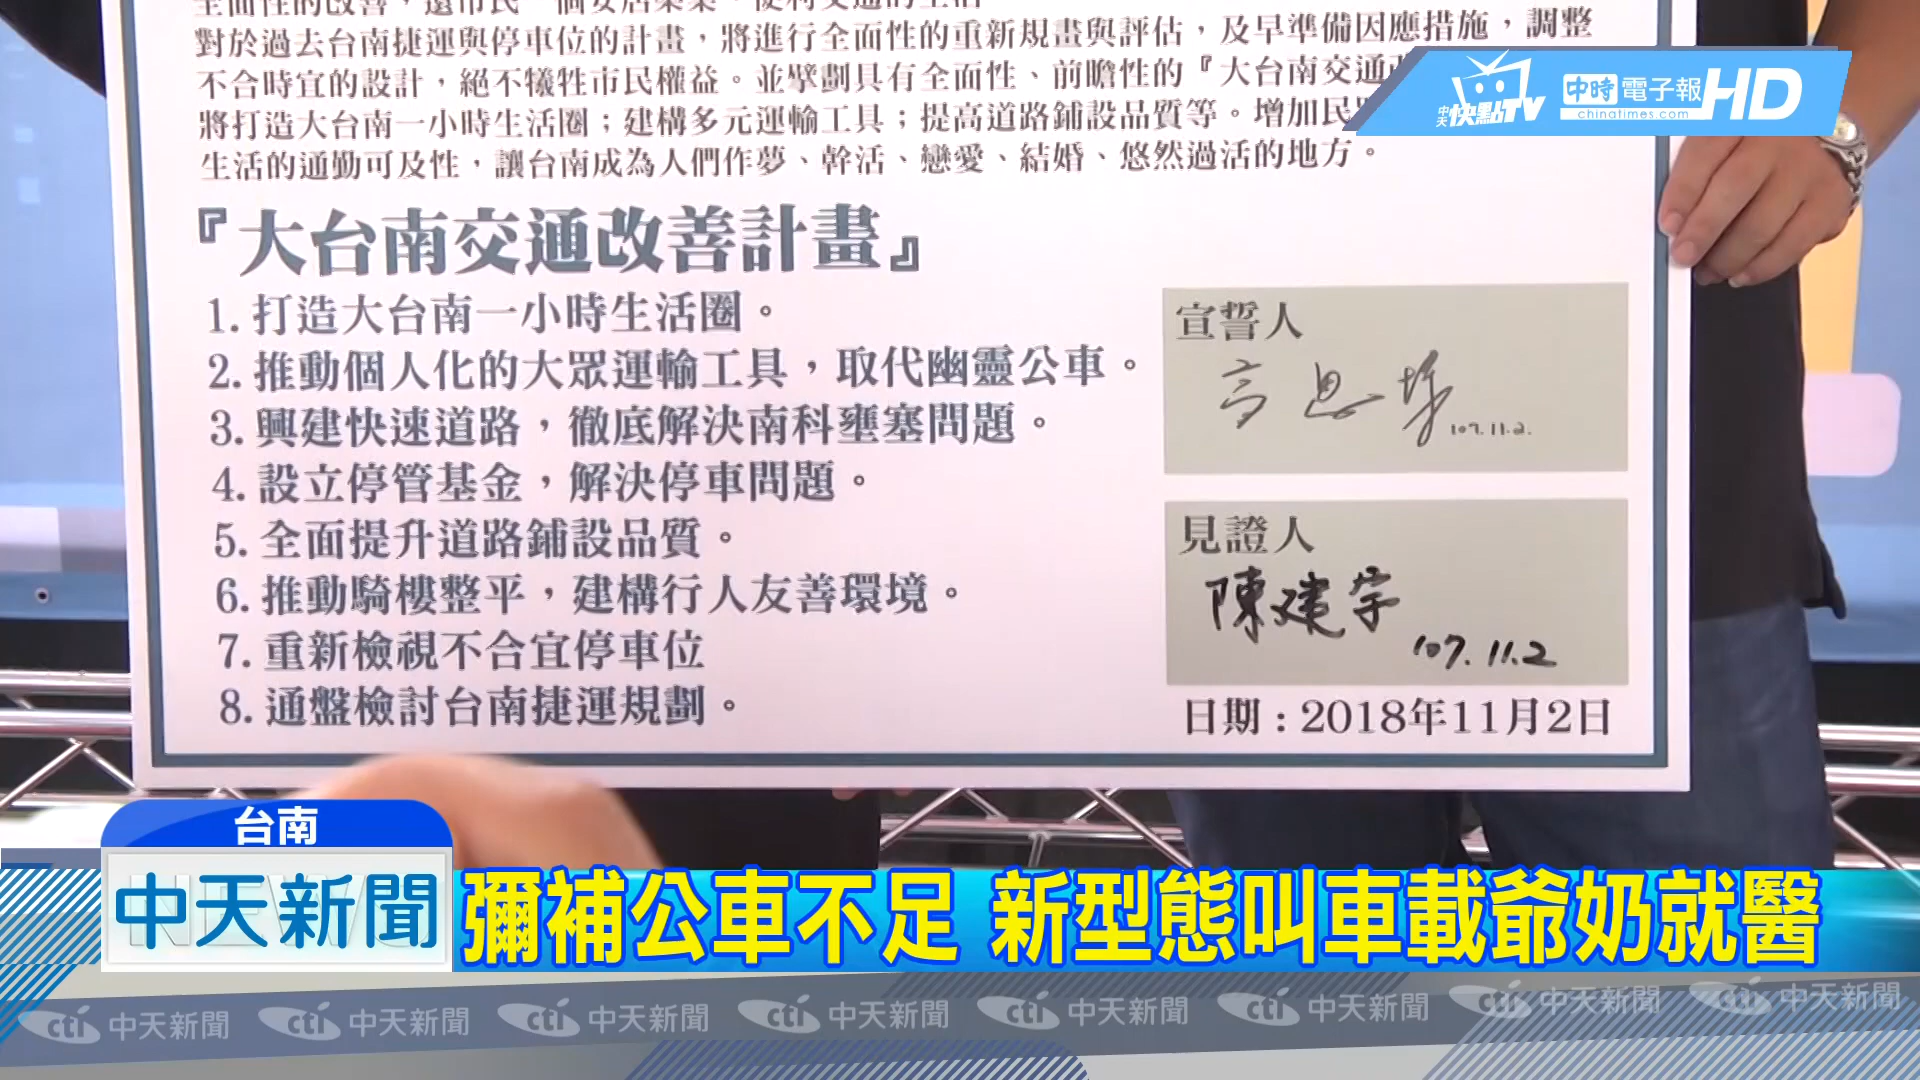 對於過去台南捷運與停車位的計畫，將進行全面性的重新規畫與評估，及早準備因應措施，調整
不合時宜的設計，絕不犧牲市民權益。並擘劃具有全面性、前瞻性的『大台南交通
將打造大台南一小時生活圈；建構多元運輸工具；提高道路鋪設品質等。增加民
生活的通勤可及性，讓台南成為人們作夢、幹活、戀愛、結婚、悠然過活的地方。
中天快點TV
中時電子報HD
chinatimes.com
『大台南交通改善計畫』
1. 打造大台南一小時生活圈。
2. 推動個人化的大眾運輸工具，取代幽靈公車。
3. 興建快速道路，徹底解決南科壅塞問題。
4. 設立停管基金，解決停車問題。
5. 全面提升道路鋪設品質。
6. 推動騎樓整平，建構行人友善環境。
7. 重新檢視不合宜停車位
8. 通盤檢討台南捷運規劃。
宣誓人
高思博
107.11.2.
見證人
陳建宇
107.11.2
日期：2018年11月2日
台南
中天新聞
彌補公車不足 新型態叫車載爺奶就醫
cti 中天新聞 cti 中天新聞 cti 中天新聞 cti 中天新聞 cti 中天新聞 cti 中天新聞 cti 中天新聞 cti 中天新聞